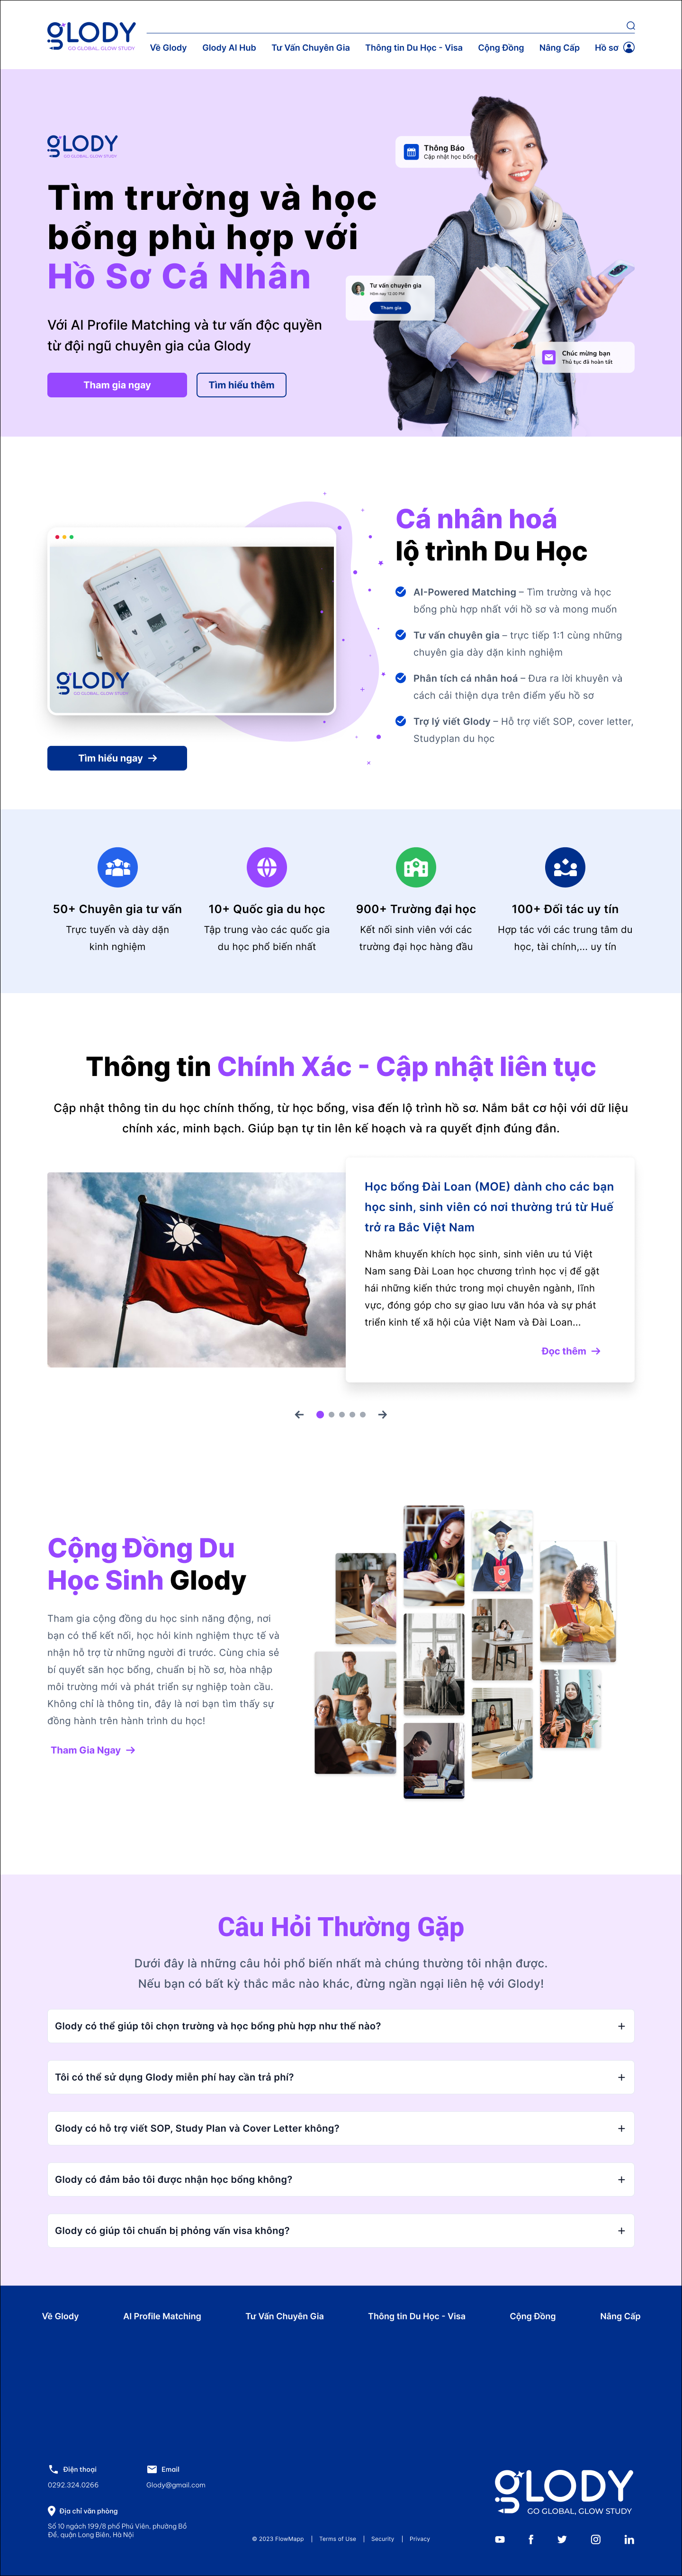 GLODY
GO GLOBAL, GLOW STUDY
Về Glody
Glody AI Hub
Tư Vấn Chuyên Gia
Thông tin Du Học - Visa
Cộng Đồng
Nâng Cấp
Hồ sơ
GLODY
GO GLOBAL, GLOW STUDY
Tìm trường và học
bổng phù hợp với
Hồ Sơ Cá Nhân
Với AI Profile Matching và tư vấn độc quyền
từ đội ngũ chuyên gia của Glody
Tham gia ngay
Tìm hiểu thêm
Thông Báo
Cập nhật học bổng
Tư vấn chuyên gia
Hôm nay 12.00 PM
Tham gia
Chúc mừng bạn
Thủ tục đã hoàn tất
GLODY
GO GLOBAL, GLOW STUDY
Tìm hiểu ngay
Cá nhân hoá
lộ trình Du Học
AI-Powered Matching – Tìm trường và học
bổng phù hợp nhất với hồ sơ và mong muốn
Tư vấn chuyên gia – trực tiếp 1:1 cùng những
chuyên gia dày dặn kinh nghiệm
Phân tích cá nhân hoá – Đưa ra lời khuyên và
cách cải thiện dựa trên điểm yếu hồ sơ
Trợ lý viết Glody – Hỗ trợ viết SOP, cover letter,
Studyplan du học
50+ Chuyên gia tư vấn
Trực tuyến và dày dặn
kinh nghiệm
10+ Quốc gia du học
Tập trung vào các quốc gia
du học phổ biến nhất
900+ Trường đại học
Kết nối sinh viên với các
trường đại học hàng đầu
100+ Đối tác uy tín
Hợp tác với các trung tâm du
học, tài chính,... uy tín
Thông tin Chính Xác - Cập nhật liên tục
Cập nhật thông tin du học chính thống, từ học bổng, visa đến lộ trình hồ sơ. Nắm bắt cơ hội với dữ liệu
chính xác, minh bạch. Giúp bạn tự tin lên kế hoạch và ra quyết định đúng đắn.
Học bổng Đài Loan (MOE) dành cho các bạn
học sinh, sinh viên có nơi thường trú từ Huế
trở ra Bắc Việt Nam
Nhằm khuyến khích học sinh, sinh viên ưu tú Việt
Nam sang Đài Loan học chương trình học vị để gặt
hái những kiến thức trong mọi chuyên ngành, lĩnh
vực, đóng góp cho sự giao lưu văn hóa và sự phát
triển kinh tế xã hội của Việt Nam và Đài Loan...
Đọc thêm
Cộng Đồng Du
Học Sinh Glody
Tham gia cộng đồng du học sinh năng động, nơi
bạn có thể kết nối, học hỏi kinh nghiệm thực tế và
nhận hỗ trợ từ những người đi trước. Cùng chia sẻ
bí quyết săn học bổng, chuẩn bị hồ sơ, hòa nhập
môi trường mới và phát triển sự nghiệp toàn cầu.
Không chỉ là thông tin, đây là nơi bạn tìm thấy sự
đồng hành trên hành trình du học!
Tham Gia Ngay
Câu Hỏi Thường Gặp
Dưới đây là những câu hỏi phổ biến nhất mà chúng thường tôi nhận được.
Nếu bạn có bất kỳ thắc mắc nào khác, đừng ngần ngại liên hệ với Glody!
Glody có thể giúp tôi chọn trường và học bổng phù hợp như thế nào?
Tôi có thể sử dụng Glody miễn phí hay cần trả phí?
Glody có hỗ trợ viết SOP, Study Plan và Cover Letter không?
Glody có đảm bảo tôi được nhận học bổng không?
Glody có giúp tôi chuẩn bị phỏng vấn visa không?
Về Glody
AI Profile Matching
Tư Vấn Chuyên Gia
Thông tin Du Học - Visa
Cộng Đồng
Nâng Cấp
Điện thoại
0292.324.0266
Email
Glody@gmail.com
Địa chỉ văn phòng
Số 10 ngách 199/8 phố Phú Viên, phường Bồ
Đề, quận Long Biên, Hà Nội
© 2023 FlowMapp | Terms of Use | Security | Privacy
GLODY
GO GLOBAL, GLOW STUDY